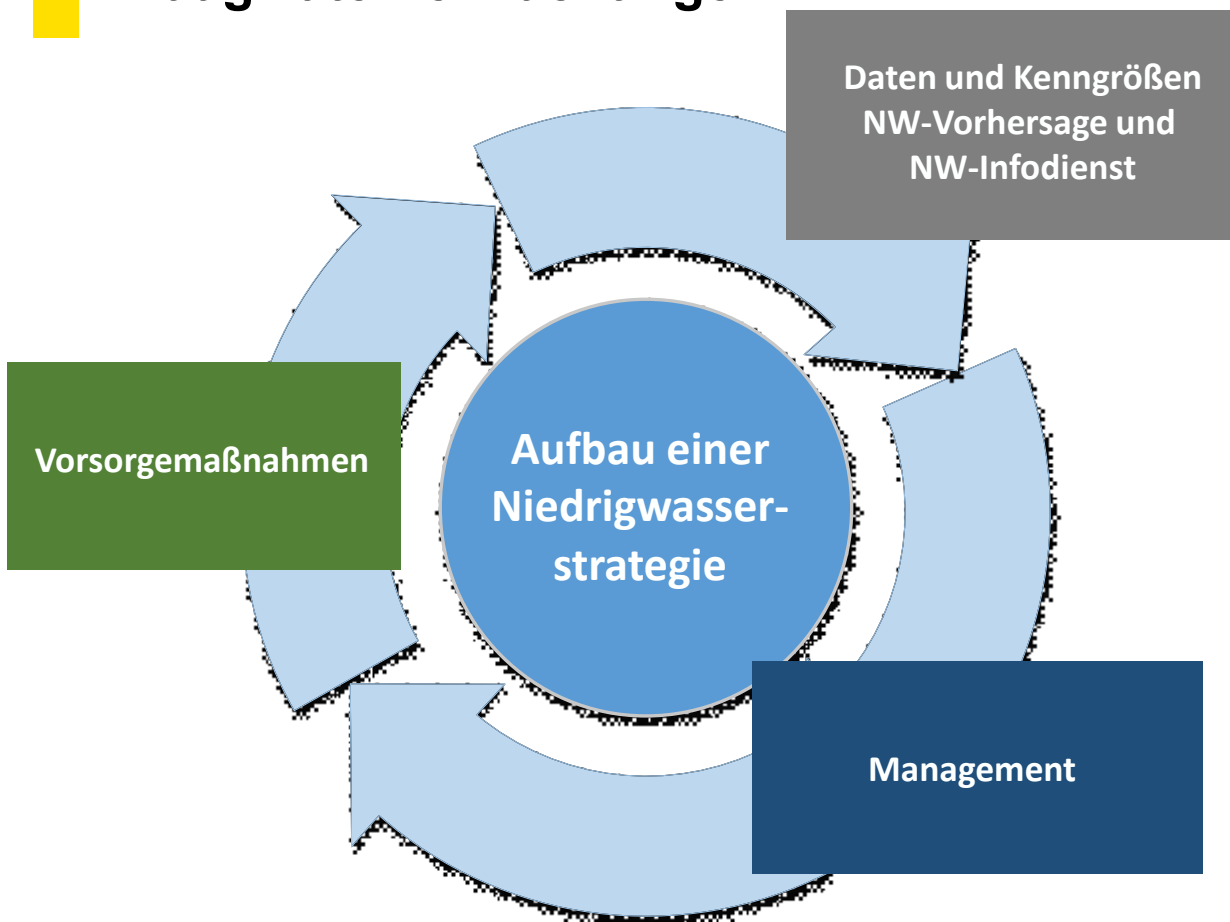 Daten und Kenngrößen
NW-Vorhersage und
NW-Infodienst
Vorsorgemaßnahmen
Aufbau einer
Niedrigwasser-
strategie
Management